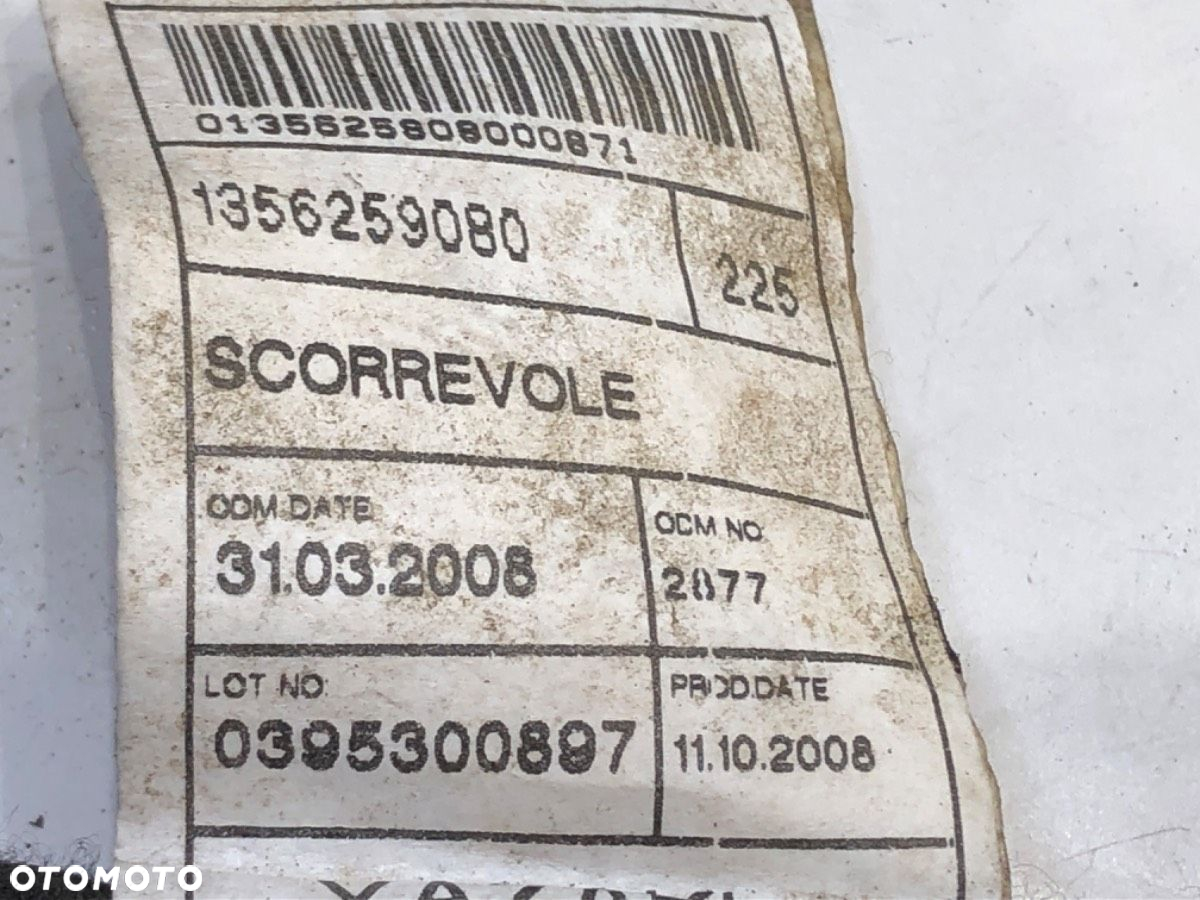 01356259080000871
1356259080
225
SCORREVOLE
ODM.DATE
31.03.2008
ODM NO
2877
LOT NO:
0395300897
PROD.DATE
11.10.2008
OTOMOTO